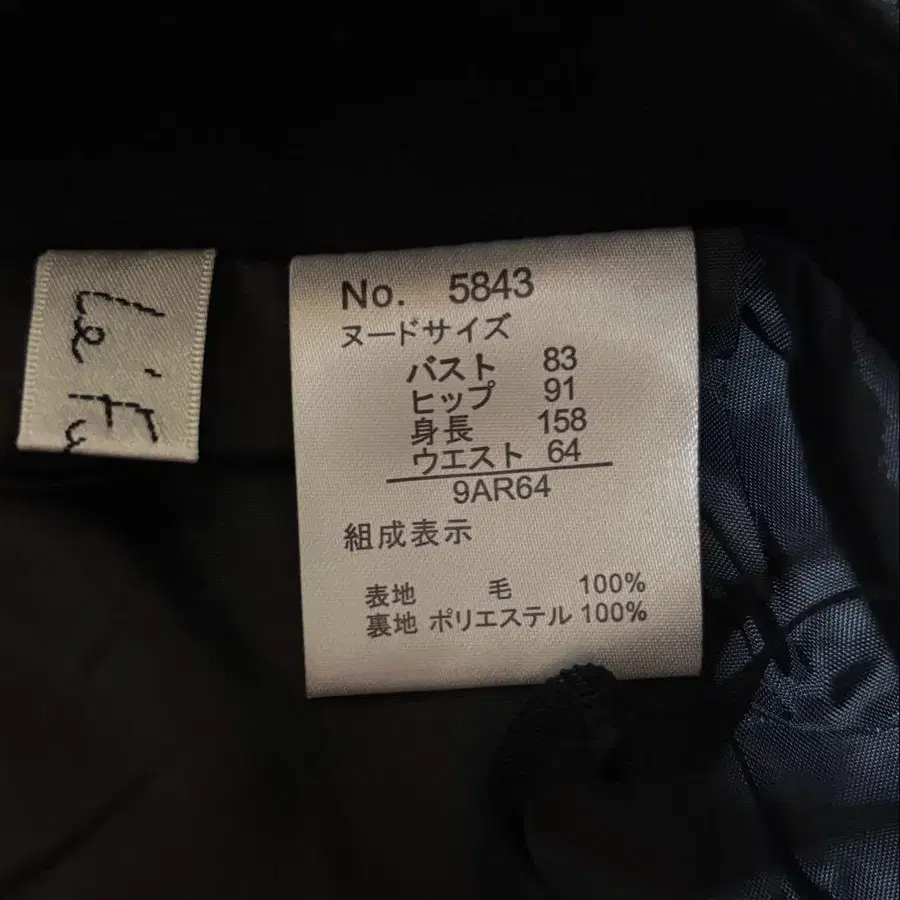 No. 5843
ヌードサイズ
バスト 83
ヒップ 91
身長 158
ウエスト 64
9AR64
組成表示
表地 毛 100%
裏地 ポリエステル 100%